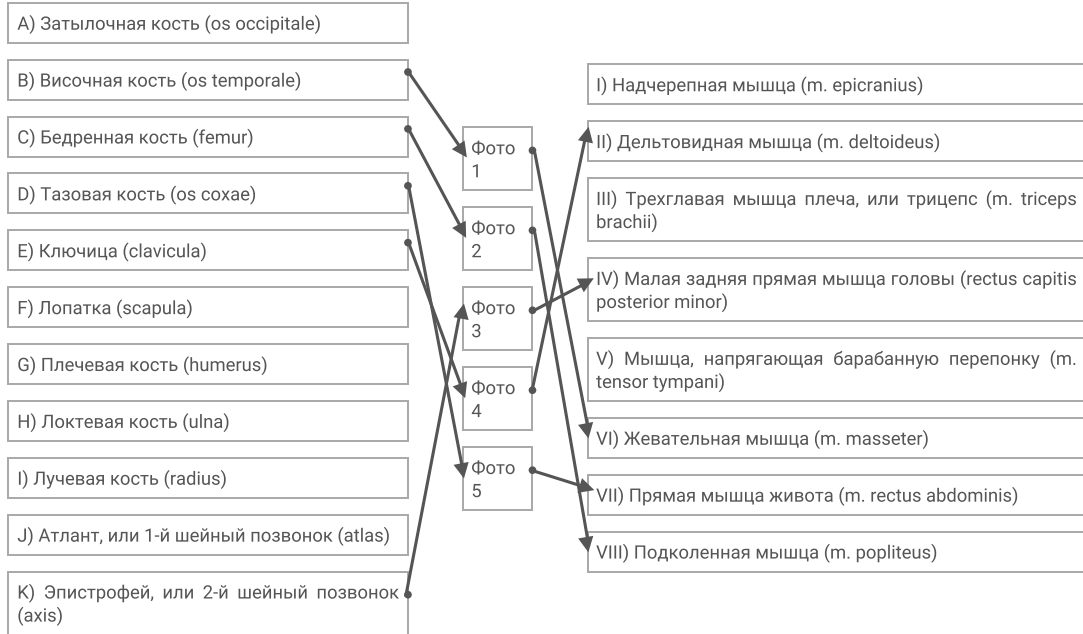 A) Затылочная кость (os occipitale)
B) Височная кость (os temporale)
C) Бедренная кость (femur)
D) Тазовая кость (os coxae)
E) Ключица (clavicula)
F) Лопатка (scapula)
G) Плечевая кость (humerus)
H) Локтевая кость (ulna)
I) Лучевая кость (radius)
J) Атлант, или 1-й шейный позвонок (atlas)
K) Эпистрофей, или 2-й шейный позвонок
(axis)
Фото
1
Фото
2
Фото
3
Фото
4
Фото
5
I) Надчерепная мышца (m. epicranius)
II) Дельтовидная мышца (m. deltoideus)
III) Трехглавая мышца плеча, или трицепс (m. triceps
brachii)
IV) Малая задняя прямая мышца головы (rectus capitis
posterior minor)
V) Мышца, напрягающая барабанную перепонку (m.
tensor tympani)
VI) Жевательная мышца (m. masseter)
VII) Прямая мышца живота (m. rectus abdominis)
VIII) Подколенная мышца (m. popliteus)